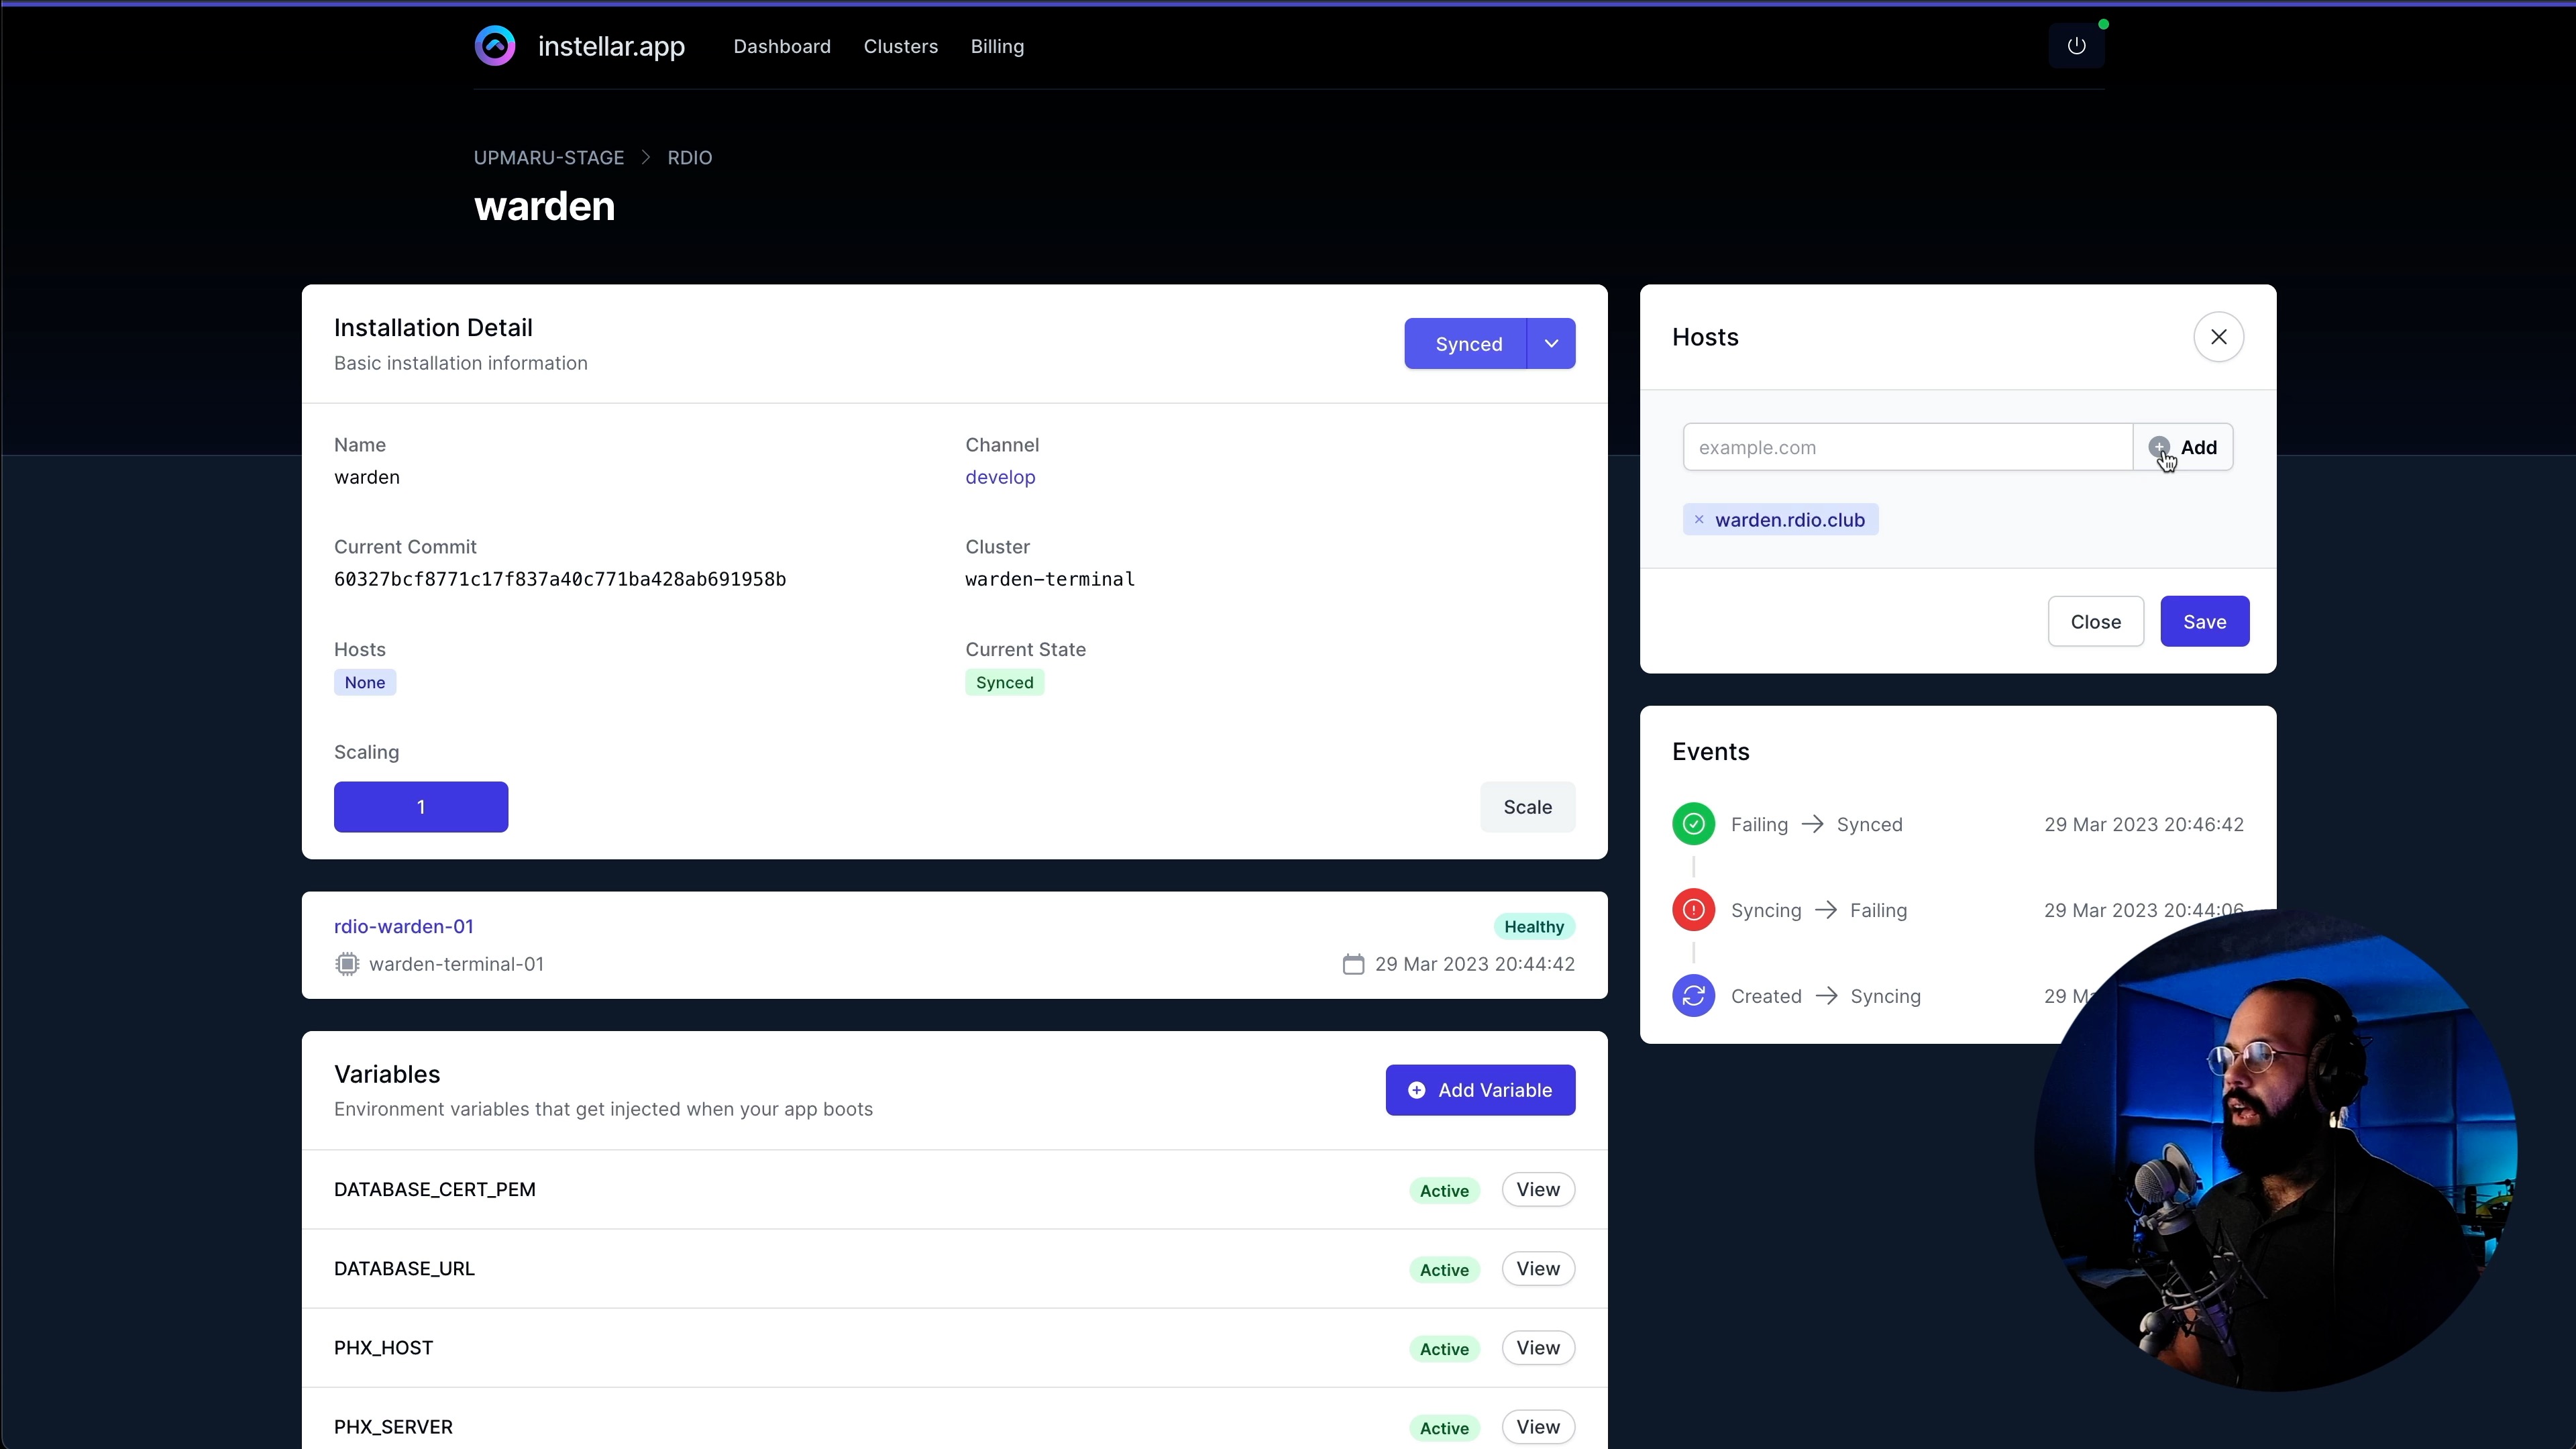 instellar.app
Dashboard
Clusters
Billing
UPMARU-STAGE
RDIO
warden
Installation Detail
Basic installation information
Synced
Name
warden
Channel
develop
Current Commit
60327bcf8771c17f837a40c771ba428ab691958b
Cluster
warden-terminal
Hosts
None
Current State
Synced
Scaling
1
Scale
rdio-warden-01
Healthy
warden-terminal-01
29 Mar 2023 20:44:42
Variables
Environment variables that get injected when your app boots
Add Variable
DATABASE_CERT_PEM
Active
View
DATABASE_URL
Active
View
PHX_HOST
Active
View
PHX_SERVER
Active
View
Hosts
example.com
Add
× warden.rdio.club
Close
Save
Events
Failing → Synced
29 Mar 2023 20:46:42
Syncing → Failing
29 Mar 2023 20:44:06
Created → Syncing
29